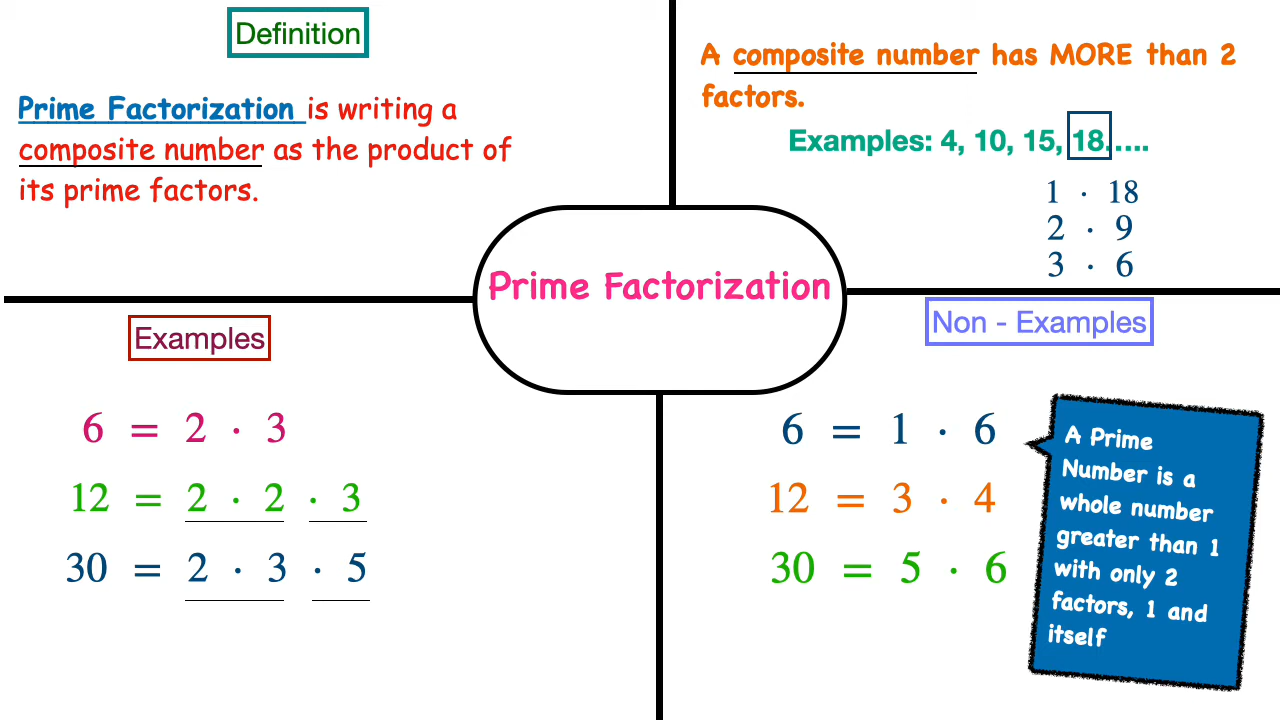 Definition
Prime Factorization is writing a
composite number as the product of
its prime factors.
A composite number has MORE than 2
factors.
Examples: 4, 10, 15, 18.....
1 · 18
2 · 9
3 · 6
Prime Factorization
Examples
6 = 2 · 3
12 = 2 · 2 · 3
30 = 2 · 3 · 5
Non - Examples
6 = 1 · 6
12 = 3 · 4
30 = 5 · 6
A Prime
Number is a
whole number
greater than 1
with only 2
factors, 1 and
itself